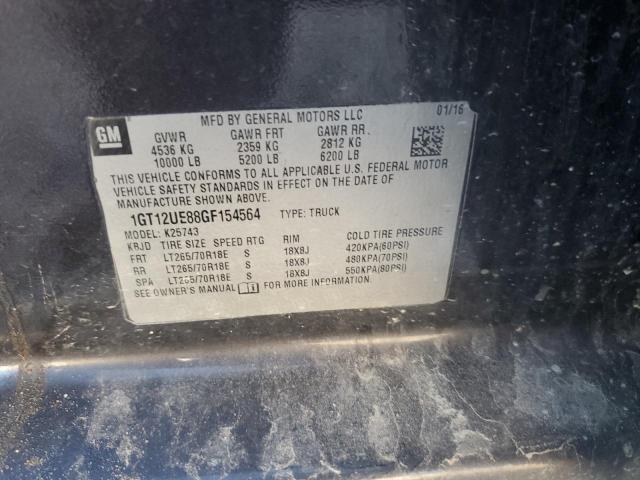 GM
MFD BY GENERAL MOTORS LLC 01/16
GVWR GAWR FRT GAWR RR.
4536 KG 2359 KG 2812 KG
10000 LB 5200 LB 6200 LB
THIS VEHICLE CONFORMS TO ALL APPLICABLE U.S. FEDERAL MOTOR
VEHICLE SAFETY STANDARDS IN EFFECT ON THE DATE OF
MANUFACTURE SHOWN ABOVE.
1GT12UE88GF154564 TYPE: TRUCK
MODEL: K25743
KBJD TIRE SIZE SPEED RTG RIM COLD TIRE PRESSURE
FRT LT265/70R18E S 18X8J 420KPA(60PSI)
RR LT265/70R18E S 18X8J 480KPA(70PSI)
SPA LT265/70R18E S 18X8J 550KPA(80PSI)
SEE OWNER'S MANUAL FOR MORE INFORMATION.